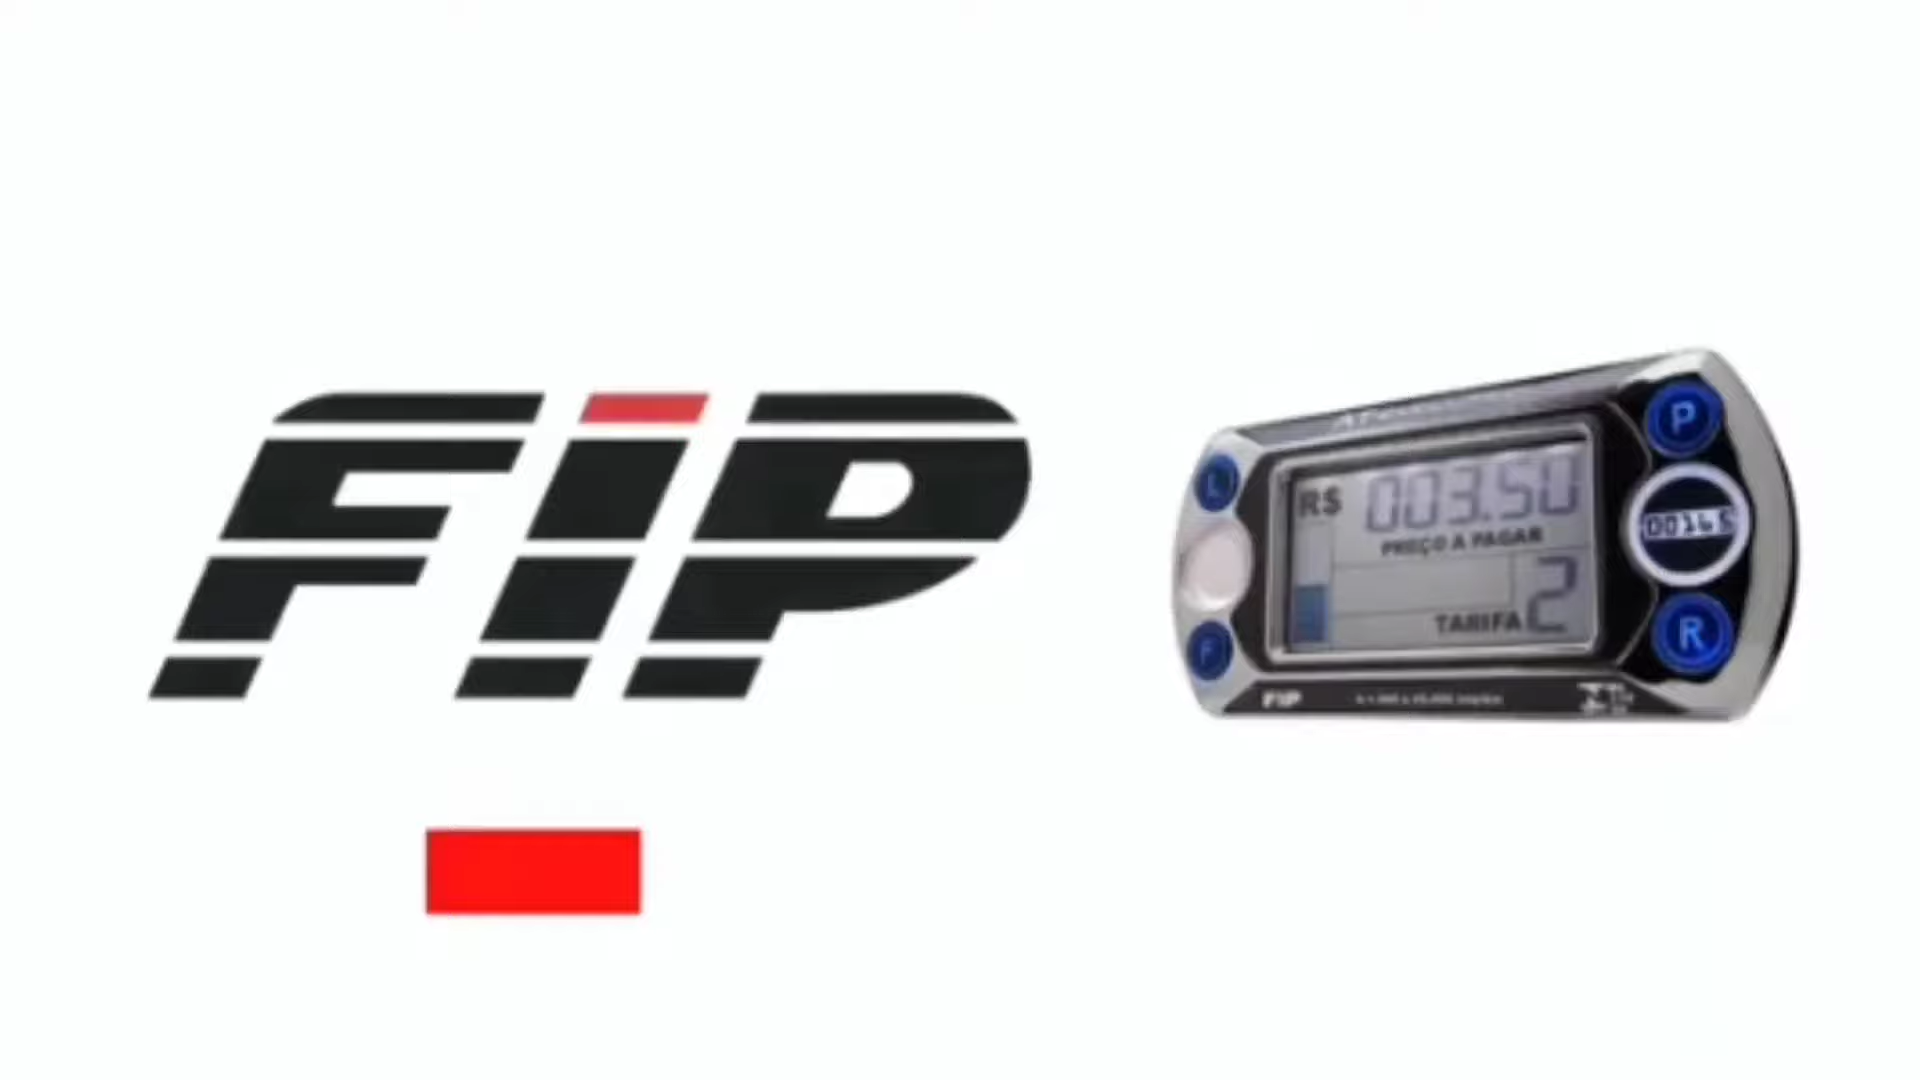 FIP
P
L
R$ 003.50
PREÇO A PAGAR
TARIFA 2
F
R
FIP